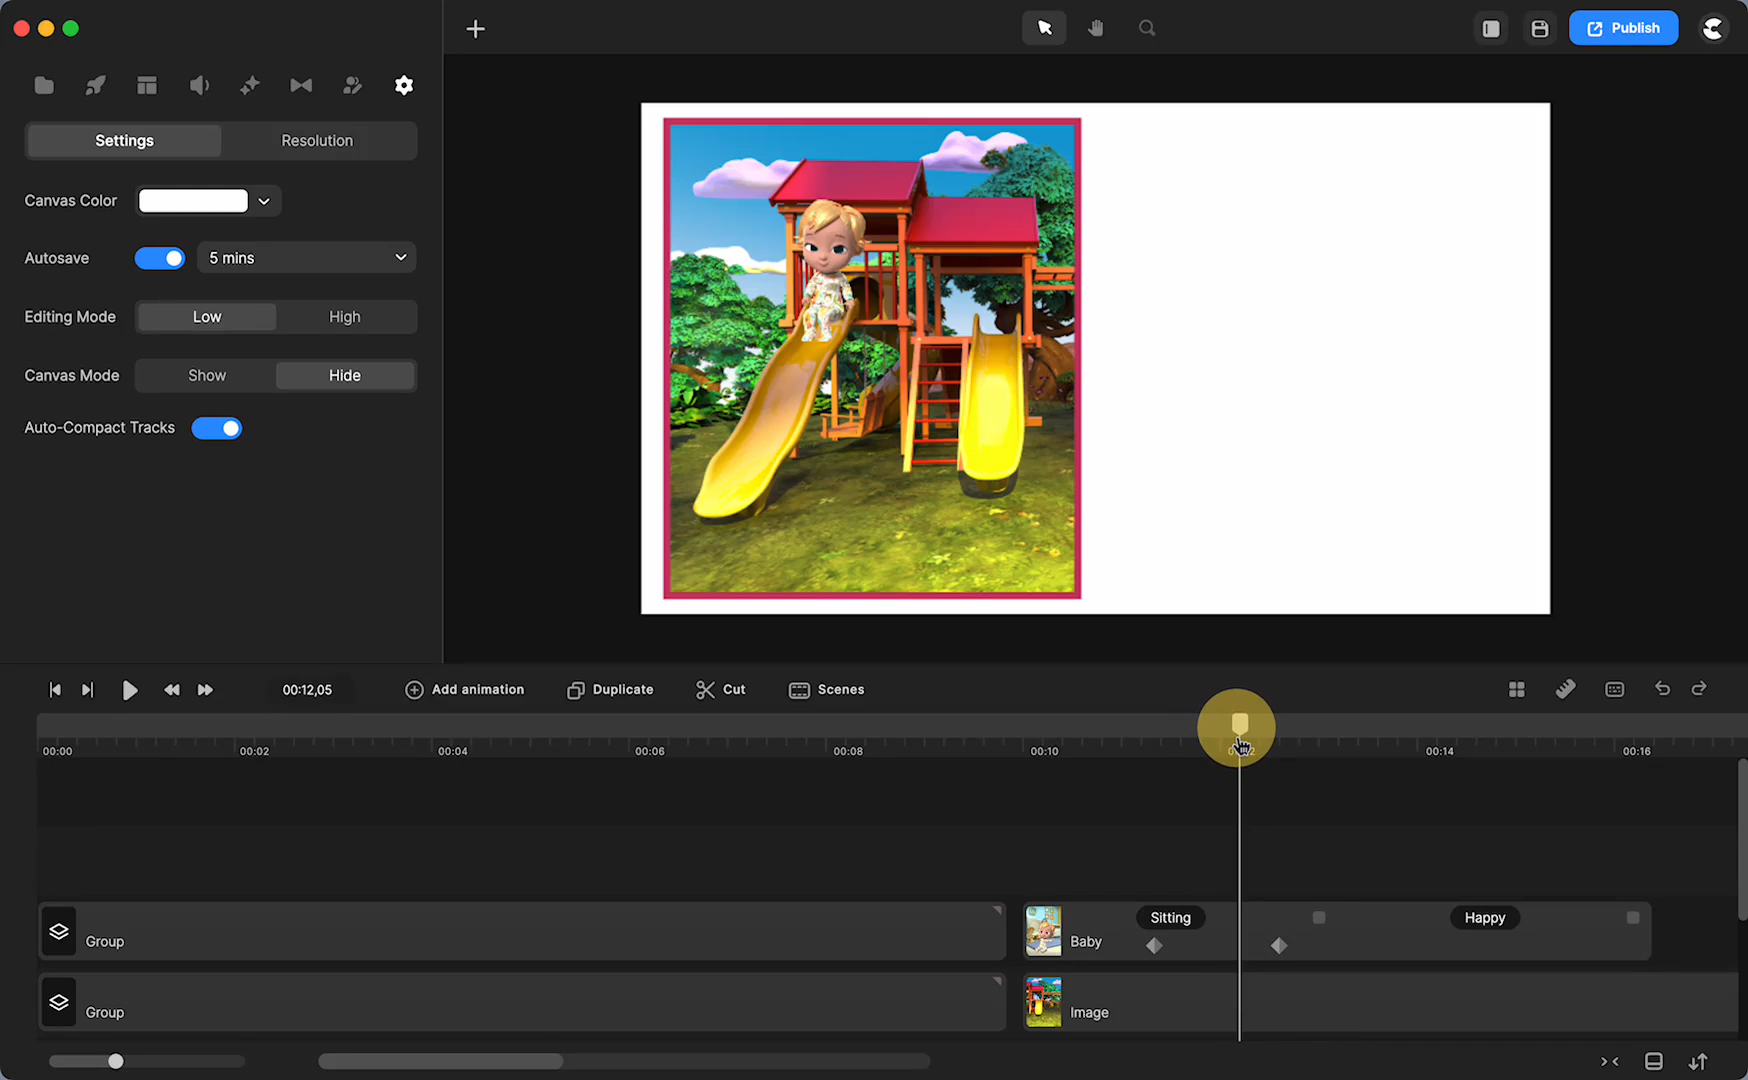 Publish
Settings
Resolution
Canvas Color
Autosave
5 mins
Editing Mode
Low
High
Canvas Mode
Show
Hide
Auto-Compact Tracks
00:12,05
Add animation
Duplicate
Cut
Scenes
00:00
00:02
00:04
00:06
00:08
00:10
00:14
00:16
Group
Baby
Sitting
Happy
Group
Image